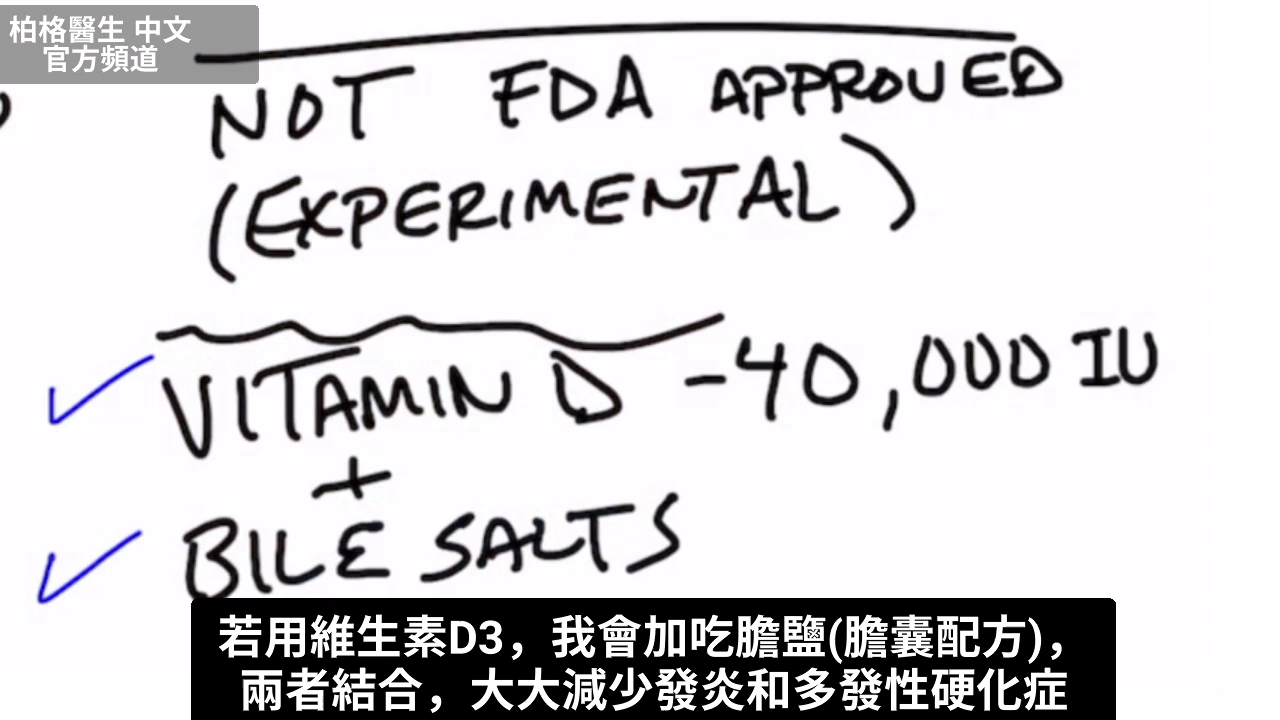 柏格醫生 中文
官方頻道
NOT FDA APPROVED
(EXPERIMENTAL)
VITAMIN D -40,000 IU
+
BILE SALTS
若用維生素D3，我會加吃膽鹽(膽囊配方)，
兩者結合，大大減少發炎和多發性硬化症